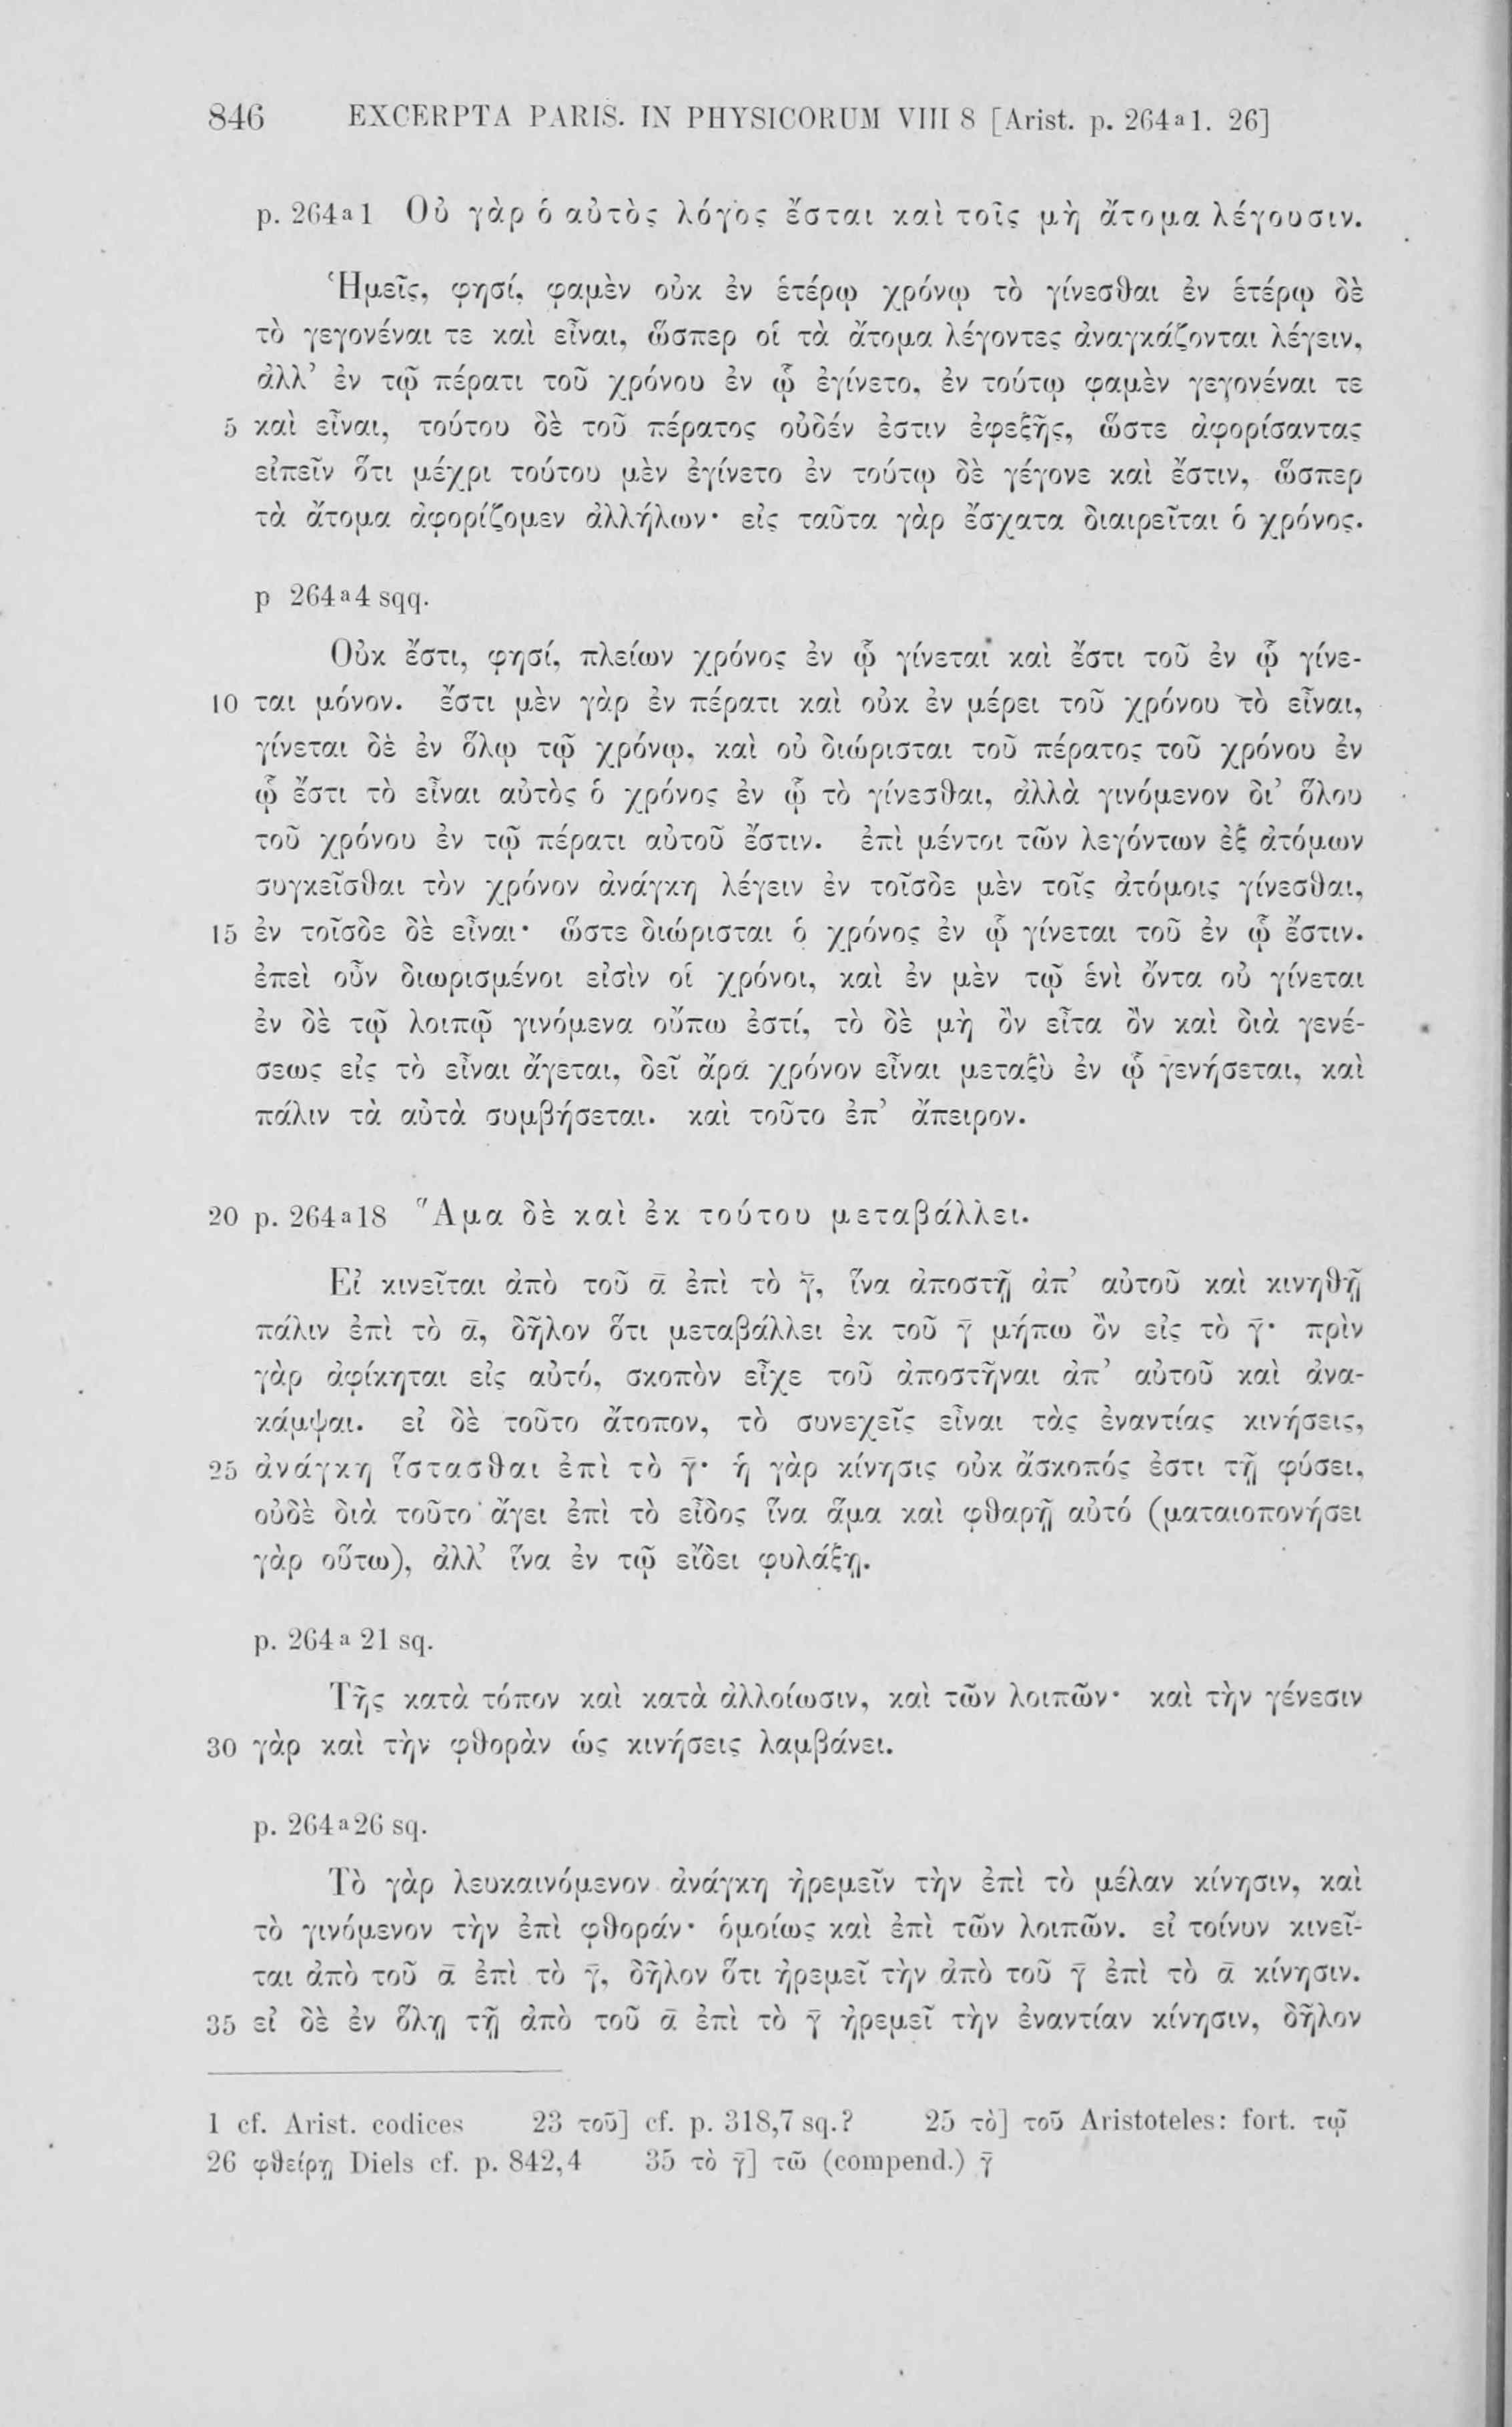 846 EXCERPTA PARIS. IN PHYSICORUM VIII 8 [Arist. p. 264 a 1. 26]
p. 264 a 1 Οὐ γὰρ ὁ αὐτὸς λόγος ἔσται καὶ τοῖς μὴ ἄτομα λέγουσιν.
Ἡμεῖς, φησί, φαμὲν οὐκ ἐν ἑτέρῳ χρόνῳ τὸ γίνεσθαι ἐν ἑτέρῳ δὲ
τὸ γεγονέναι τε καὶ εἶναι, ὥσπερ οἱ τὰ ἄτομα λέγοντες ἀναγκάζονται λέγειν,
ἀλλ’ ἐν τῷ πέρατι τοῦ χρόνου ἐν ᾧ ἐγίνετο, ἐν τούτῳ φαμὲν γεγονέναι τε
5 καὶ εἶναι, τούτου δὲ τοῦ πέρατος οὐδέν ἐστιν ἐφεξῆς, ὥστε ἀφορίσαντας
εἰπεῖν ὅτι μέχρι τούτου μὲν ἐγίνετο ἐν τούτῳ δὲ γέγονε καὶ ἔστιν, ὥσπερ
τὰ ἄτομα ἀφορίζομεν ἀλλήλων· εἰς ταῦτα γὰρ ἔσχατα διαιρεῖται ὁ χρόνος.
p 264 a 4 sqq.
Οὐκ ἔστι, φησί, πλείων χρόνος ἐν ᾧ γίνεται καὶ ἔστι τοῦ ἐν ᾧ γίνε-
10 ται μόνον. ἔστι μὲν γὰρ ἐν πέρατι καὶ οὐκ ἐν μέρει τοῦ χρόνου τὸ εἶναι,
γίνεται δὲ ἐν ὅλῳ τῷ χρόνῳ, καὶ οὐ διώρισται τοῦ πέρατος τοῦ χρόνου ἐν
ᾧ ἔστι τὸ εἶναι αὐτὸς ὁ χρόνος ἐν ᾧ τὸ γίνεσθαι, ἀλλὰ γινόμενον δι’ ὅλου
τοῦ χρόνου ἐν τῷ πέρατι αὐτοῦ ἔστιν. ἐπὶ μέντοι τῶν λεγόντων ἐξ ἀτόμων
συγκεῖσθαι τὸν χρόνον ἀνάγκη λέγειν ἐν τοῖσδε μὲν τοῖς ἀτόμοις γίνεσθαι,
15 ἐν τοῖσδε δὲ εἶναι· ὥστε διώρισται ὁ χρόνος ἐν ᾧ γίνεται τοῦ ἐν ᾧ ἔστιν.
ἐπεὶ οὖν διωρισμένοι εἰσὶν οἱ χρόνοι, καὶ ἐν μὲν τῷ ἑνὶ ὄντα οὐ γίνεται
ἐν δὲ τῷ λοιπῷ γινόμενα οὔπω ἐστί, τὸ δὲ μὴ ὂν εἶτα ὂν καὶ διὰ γενέ-
σεως εἰς τὸ εἶναι ἄγεται, δεῖ ἄρα χρόνον εἶναι μεταξὺ ἐν ᾧ γενήσεται, καὶ
πάλιν τὰ αὐτὰ συμβήσεται. καὶ τοῦτο ἐπ’ ἄπειρον.
20 p. 264 a 18 Ἅμα δὲ καὶ ἐκ τούτου μεταβάλλει.
Εἰ κινεῖται ἀπὸ τοῦ ᾱ ἐπὶ τὸ γ̄, ἵνα ἀποστῇ ἀπ’ αὐτοῦ καὶ κινηθῇ
πάλιν ἐπὶ τὸ ᾱ, δῆλον ὅτι μεταβάλλει ἐκ τοῦ γ̄ μήπω ὂν εἰς τὸ γ̄· πρὶν
γὰρ ἀφίκηται εἰς αὐτό, σκοπὸν εἶχε τοῦ ἀποστῆναι ἀπ’ αὐτοῦ καὶ ἀνα-
κάμψαι. εἰ δὲ τοῦτο ἄτοπον, τὸ συνεχεῖς εἶναι τὰς ἐναντίας κινήσεις,
25 ἀνάγκη ἵστασθαι ἐπὶ τὸ γ̄· ἡ γὰρ κίνησις οὐκ ἄσκοπός ἐστι τῇ φύσει,
οὐδὲ διὰ τοῦτο ἄγει ἐπὶ τὸ εἶδος ἵνα ἅμα καὶ φθαρῇ αὐτό (ματαιοπονήσει
γὰρ οὕτω), ἀλλ’ ἵνα ἐν τῷ εἴδει φυλάξῃ.
p. 264 a 21 sq.
Τῆς κατὰ τόπον καὶ κατὰ ἀλλοίωσιν, καὶ τῶν λοιπῶν· καὶ τὴν γένεσιν
30 γὰρ καὶ τὴν φθορὰν ὡς κινήσεις λαμβάνει.
p. 264 a 26 sq.
Τὸ γὰρ λευκαινόμενον ἀνάγκη ἠρεμεῖν τὴν ἐπὶ τὸ μέλαν κίνησιν, καὶ
τὸ γινόμενον τὴν ἐπὶ φθοράν· ὁμοίως καὶ ἐπὶ τῶν λοιπῶν. εἰ τοίνυν κινεῖ-
ται ἀπὸ τοῦ ᾱ ἐπὶ τὸ γ̄, δῆλον ὅτι ἠρεμεῖ τὴν ἀπὸ τοῦ γ̄ ἐπὶ τὸ ᾱ κίνησιν.
35 εἰ δὲ ἐν ὅλῃ τῇ ἀπὸ τοῦ ᾱ ἐπὶ τὸ γ̄ ἠρεμεῖ τὴν ἐναντίαν κίνησιν, δῆλον
1 cf. Arist. codices 23 τοῦ] cf. p. 318,7 sq.? 25 τὸ] τοῦ Aristoteles: fort. τῷ
26 φθείρῃ Diels cf. p. 842,4 35 τὸ γ̄] τῶ (compend.) γ̄